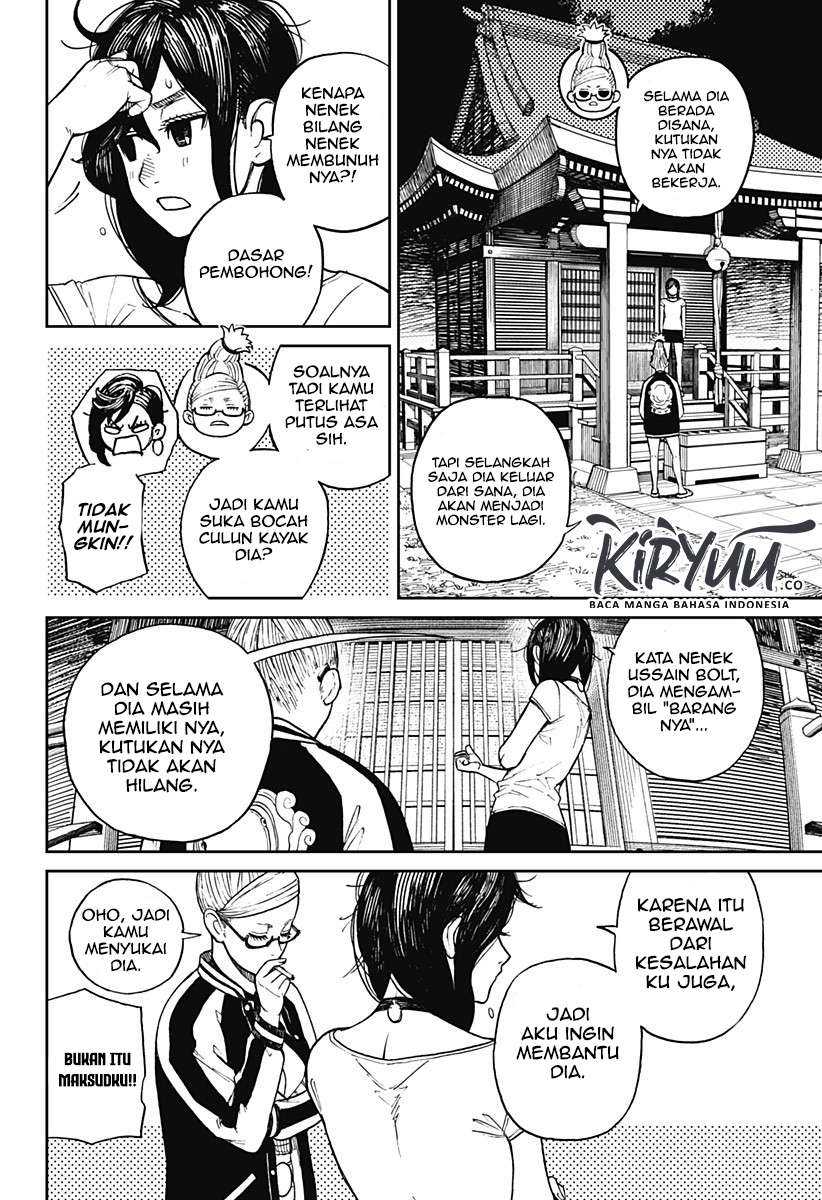 SELAMA DIA
BERADA
DISANA,
KUTUKAN
NYA TIDAK
AKAN
BEKERJA.
TAPI SELANGKAH
SAJA DIA KELUAR
DARI SANA, DIA
AKAN MENJADI
MONSTER LAGI.
KENAPA
NENEK
BILANG
NENEK
MEMBUNUH
NYA?!
DASAR
PEMBOHONG!
SOALNYA
TADI KAMU
TERLIHAT
PUTUS ASA
SIH.
JADI KAMU
SUKA BOCAH
CULUN KAYAK
DIA?
TIDAK
MUN-
GKIN!!
KIRYUU
.CO
BACA MANGA BAHASA INDONESIA
KATA NENEK
USSAIN BOLT,
DIA MENGAM-
BIL "BARANG
NYA"...
DAN SELAMA
DIA MASIH
MEMILIKI NYA,
KUTUKAN NYA
TIDAK AKAN
HILANG.
KARENA ITU
BERAWAL
DARI
KESALAHAN
KU JUGA,
JADI
AKU INGIN
MEMBANTU
DIA.
OHO, JADI
KAMU
MENYUKAI
DIA.
BUKAN ITU
MAKSUDKU!!